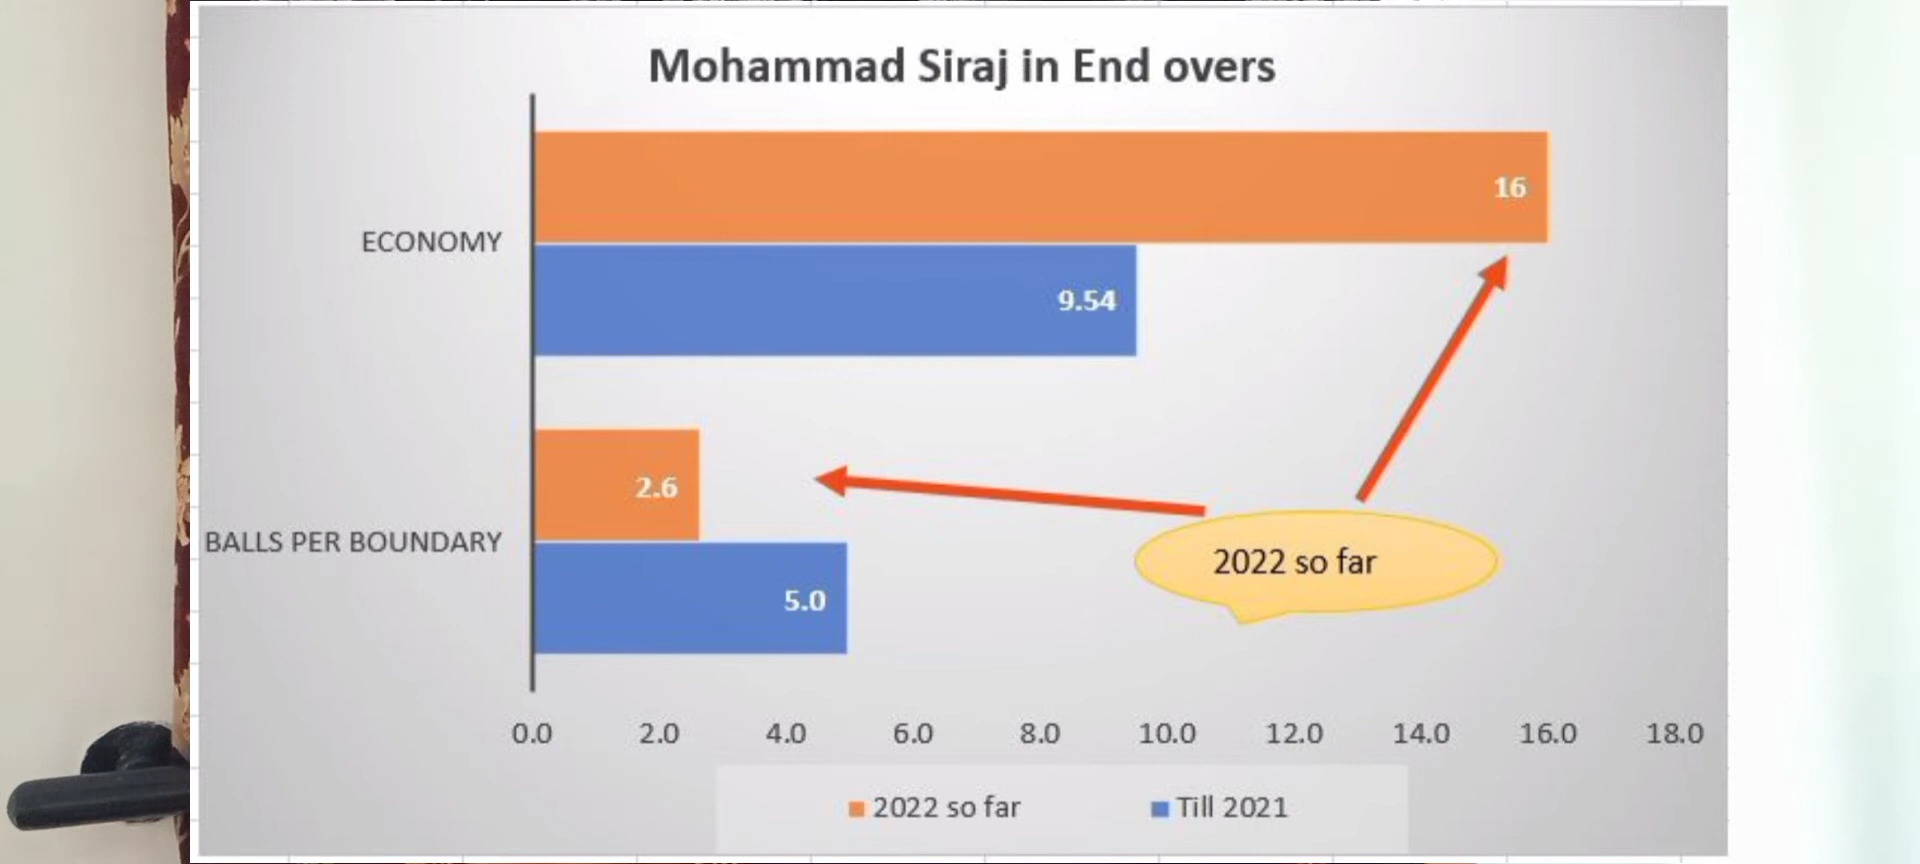 Mohammad Siraj in End overs
ECONOMY
16
9.54
BALLS PER BOUNDARY
2.6
5.0
2022 so far
0.0 2.0 4.0 6.0 8.0 10.0 12.0 14.0 16.0 18.0
2022 so far Till 2021